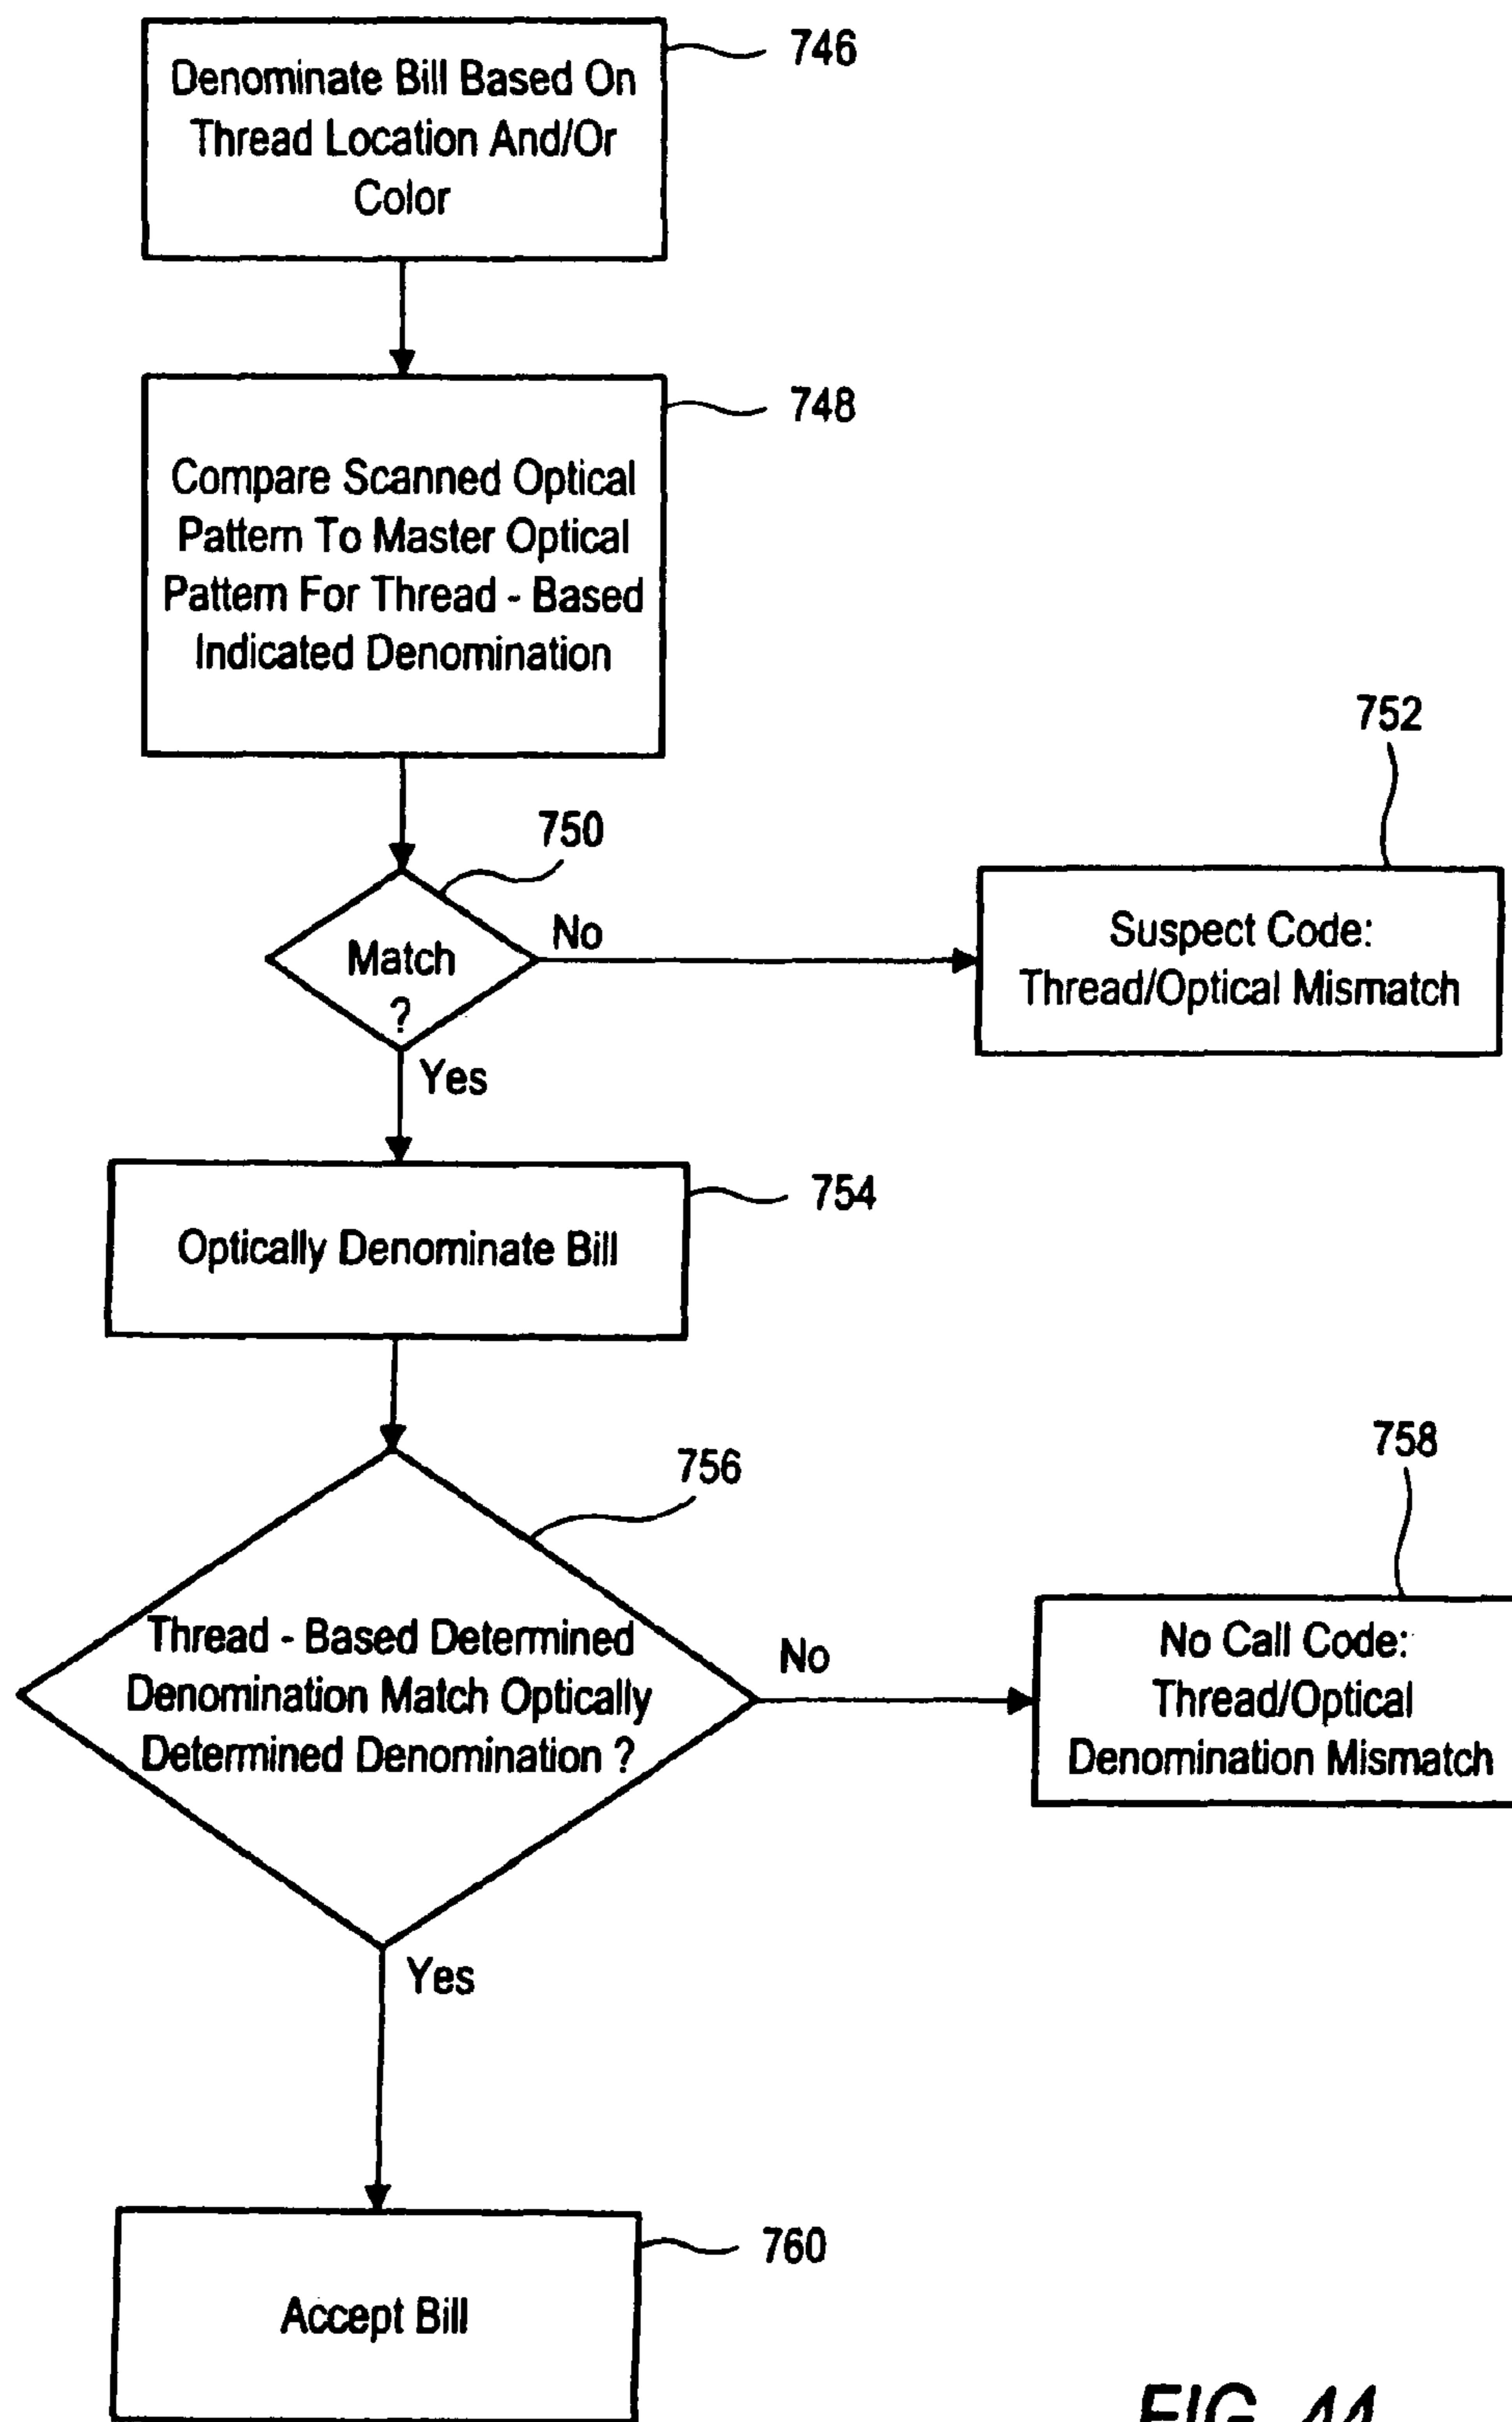 746
Denominate Bill Based On
Thread Location And/Or
Color
748
Compare Scanned Optical
Pattern To Master Optical
Pattern For Thread - Based
Indicated Denomination
752
750
Match
?
No
Suspect Code:
Thread/Optical Mismatch
Yes
754
Optically Denominate Bill
758
756
Thread - Based Determined
Denomination Match Optically
Determined Denomination ?
No
No Call Code:
Thread/Optical
Denomination Mismatch
Yes
760
Accept Bill
FIG. 44